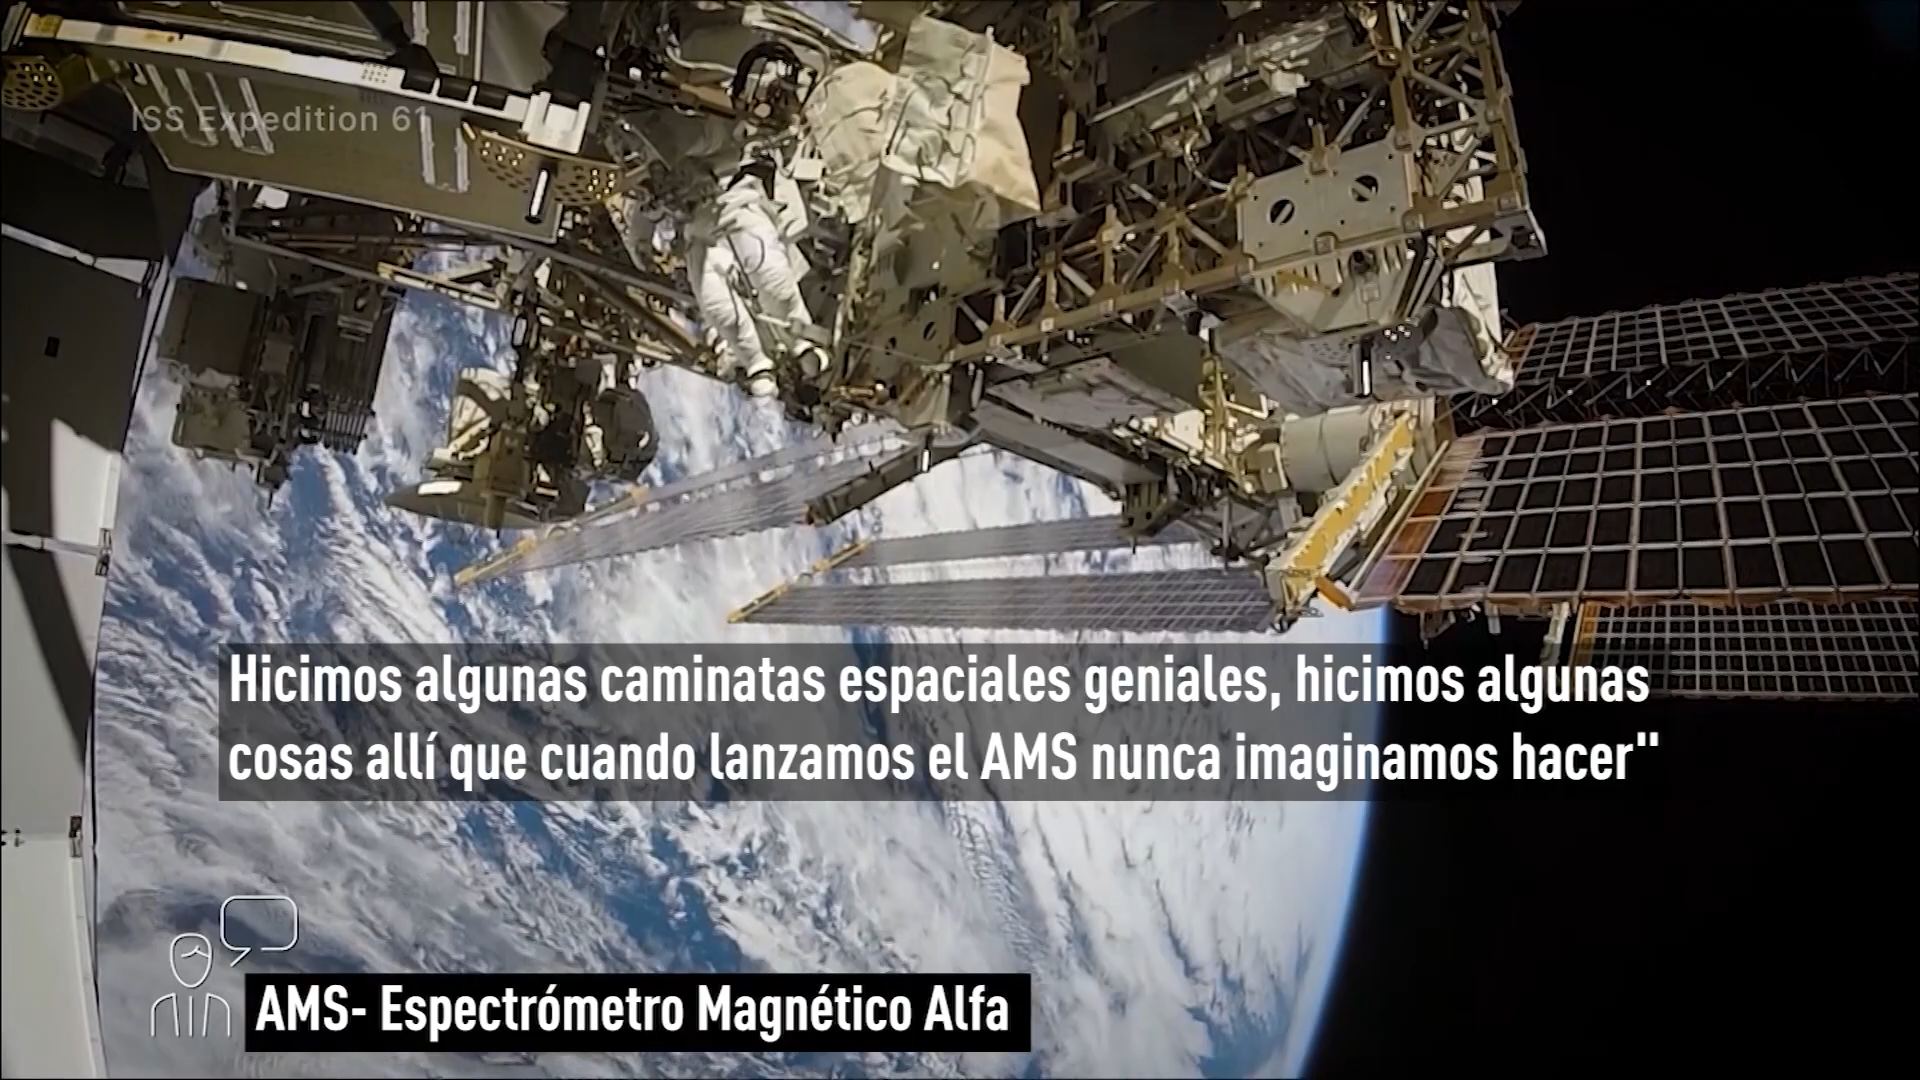 ISS Expedition 61
Hicimos algunas caminatas espaciales geniales, hicimos algunas
cosas allí que cuando lanzamos el AMS nunca imaginamos hacer"
AMS- Espectrómetro Magnético Alfa